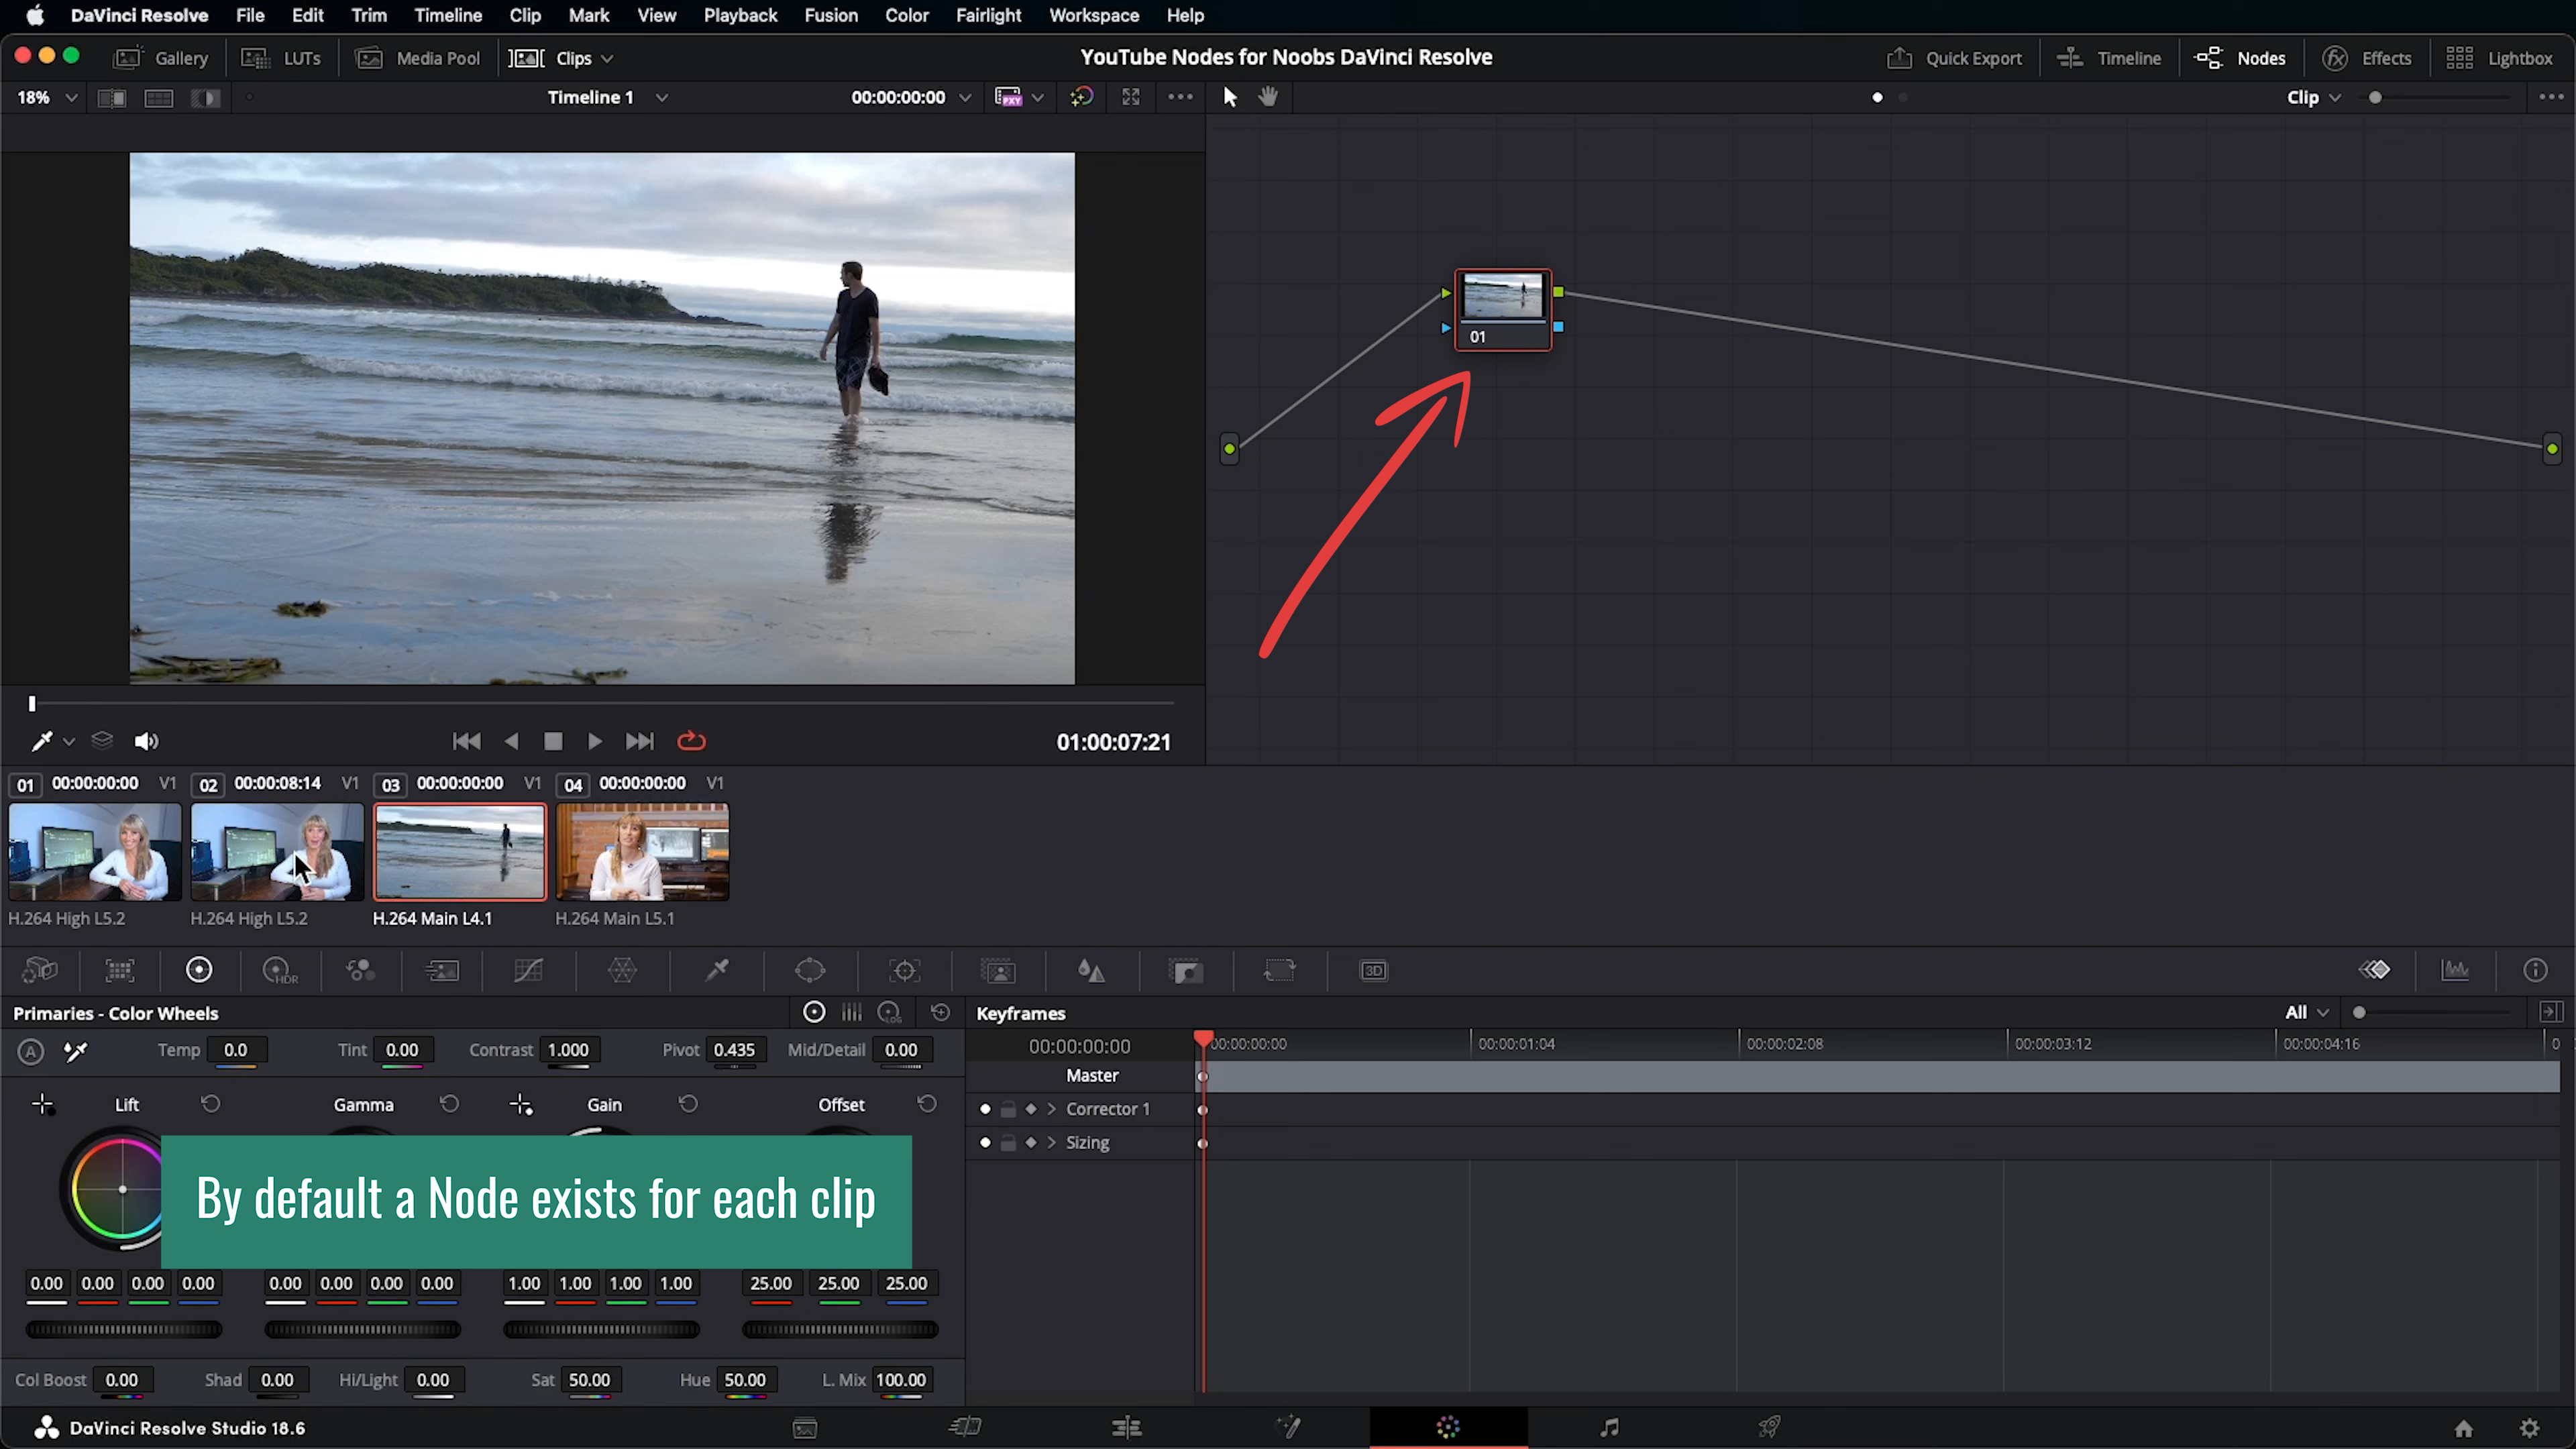 DaVinci Resolve File Edit Trim Timeline Clip Mark View Playback Fusion Color Fairlight Workspace Help
Gallery LUTs Media Pool Clips YouTube Nodes for Noobs DaVinci Resolve Quick Export Timeline Nodes Effects Lightbox
18% Timeline 1 00:00:00:00 PXY Clip
01
01:00:07:21
01 00:00:00:00 V1 02 00:00:08:14 V1 03 00:00:00:00 V1 04 00:00:00:00 V1
H.264 High L5.2 H.264 High L5.2 H.264 Main L4.1 H.264 Main L5.1
HDR 3D
Primaries - Color Wheels LOG Keyframes All
A Temp 0.0 Tint 0.00 Contrast 1.000 Pivot 0.435 Mid/Detail 0.00 00:00:00:00 00:00:00:00 00:00:01:04 00:00:02:08 00:00:03:12 00:00:04:16 0
Master
Lift Gamma Gain Offset Corrector 1
Sizing
By default a Node exists for each clip
0.00 0.00 0.00 0.00 0.00 0.00 0.00 0.00 1.00 1.00 1.00 1.00 25.00 25.00 25.00
Col Boost 0.00 Shad 0.00 Hi/Light 0.00 Sat 50.00 Hue 50.00 L. Mix 100.00
DaVinci Resolve Studio 18.6